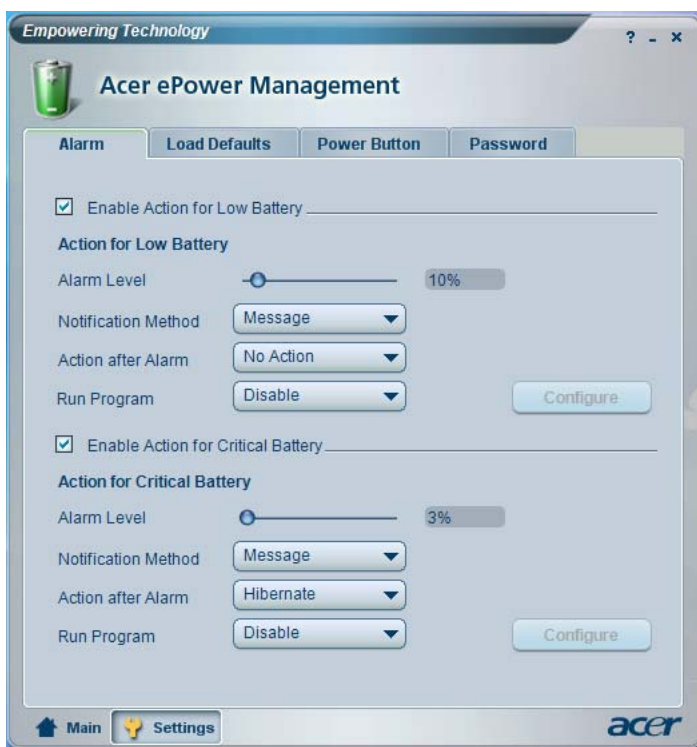 Empowering Technology
? - ×
Acer ePower Management
Alarm Load Defaults Power Button Password
Enable Action for Low Battery
Action for Low Battery
Alarm Level 10%
Notification Method Message
Action after Alarm No Action
Run Program Disable Configure
Enable Action for Critical Battery
Action for Critical Battery
Alarm Level 3%
Notification Method Message
Action after Alarm Hibernate
Run Program Disable Configure
Main Settings acer